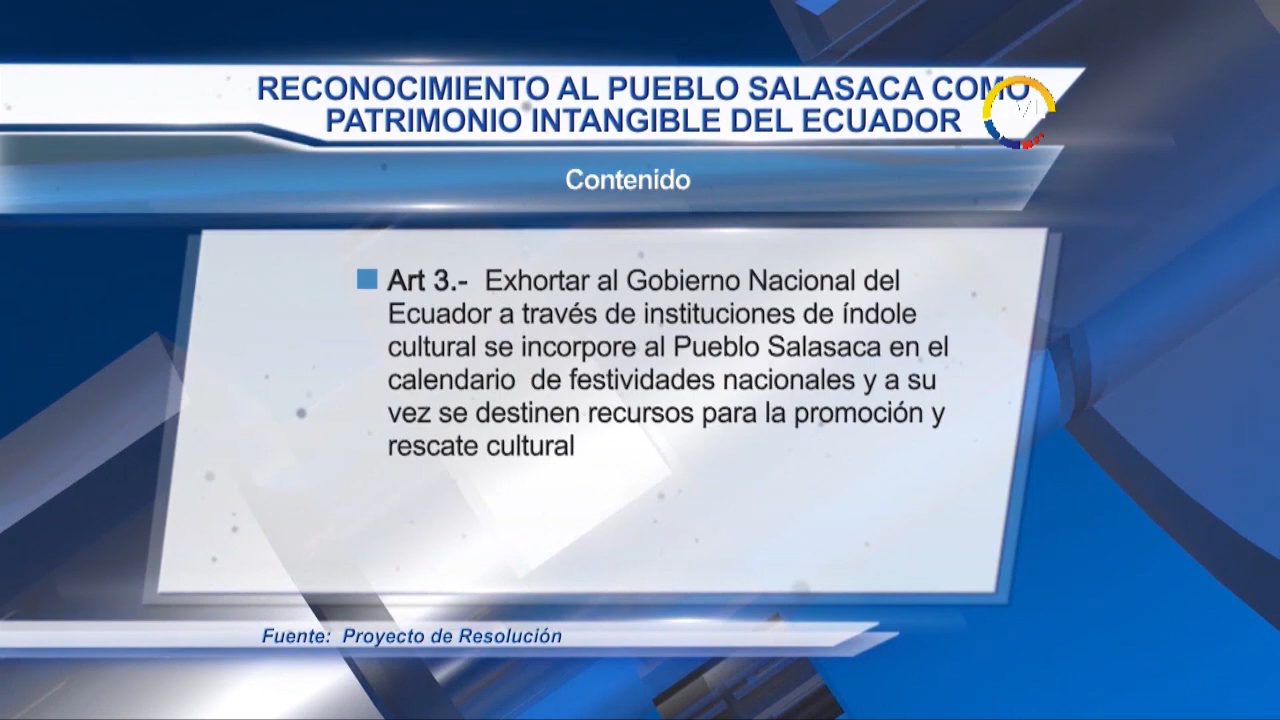 RECONOCIMIENTO AL PUEBLO SALASACA COMO
PATRIMONIO INTANGIBLE DEL ECUADOR
Contenido
Art 3.- Exhortar al Gobierno Nacional del
Ecuador a través de instituciones de índole
cultural se incorpore al Pueblo Salasaca en el
calendario de festividades nacionales y a su
vez se destinen recursos para la promoción y
rescate cultural
Fuente: Proyecto de Resolución